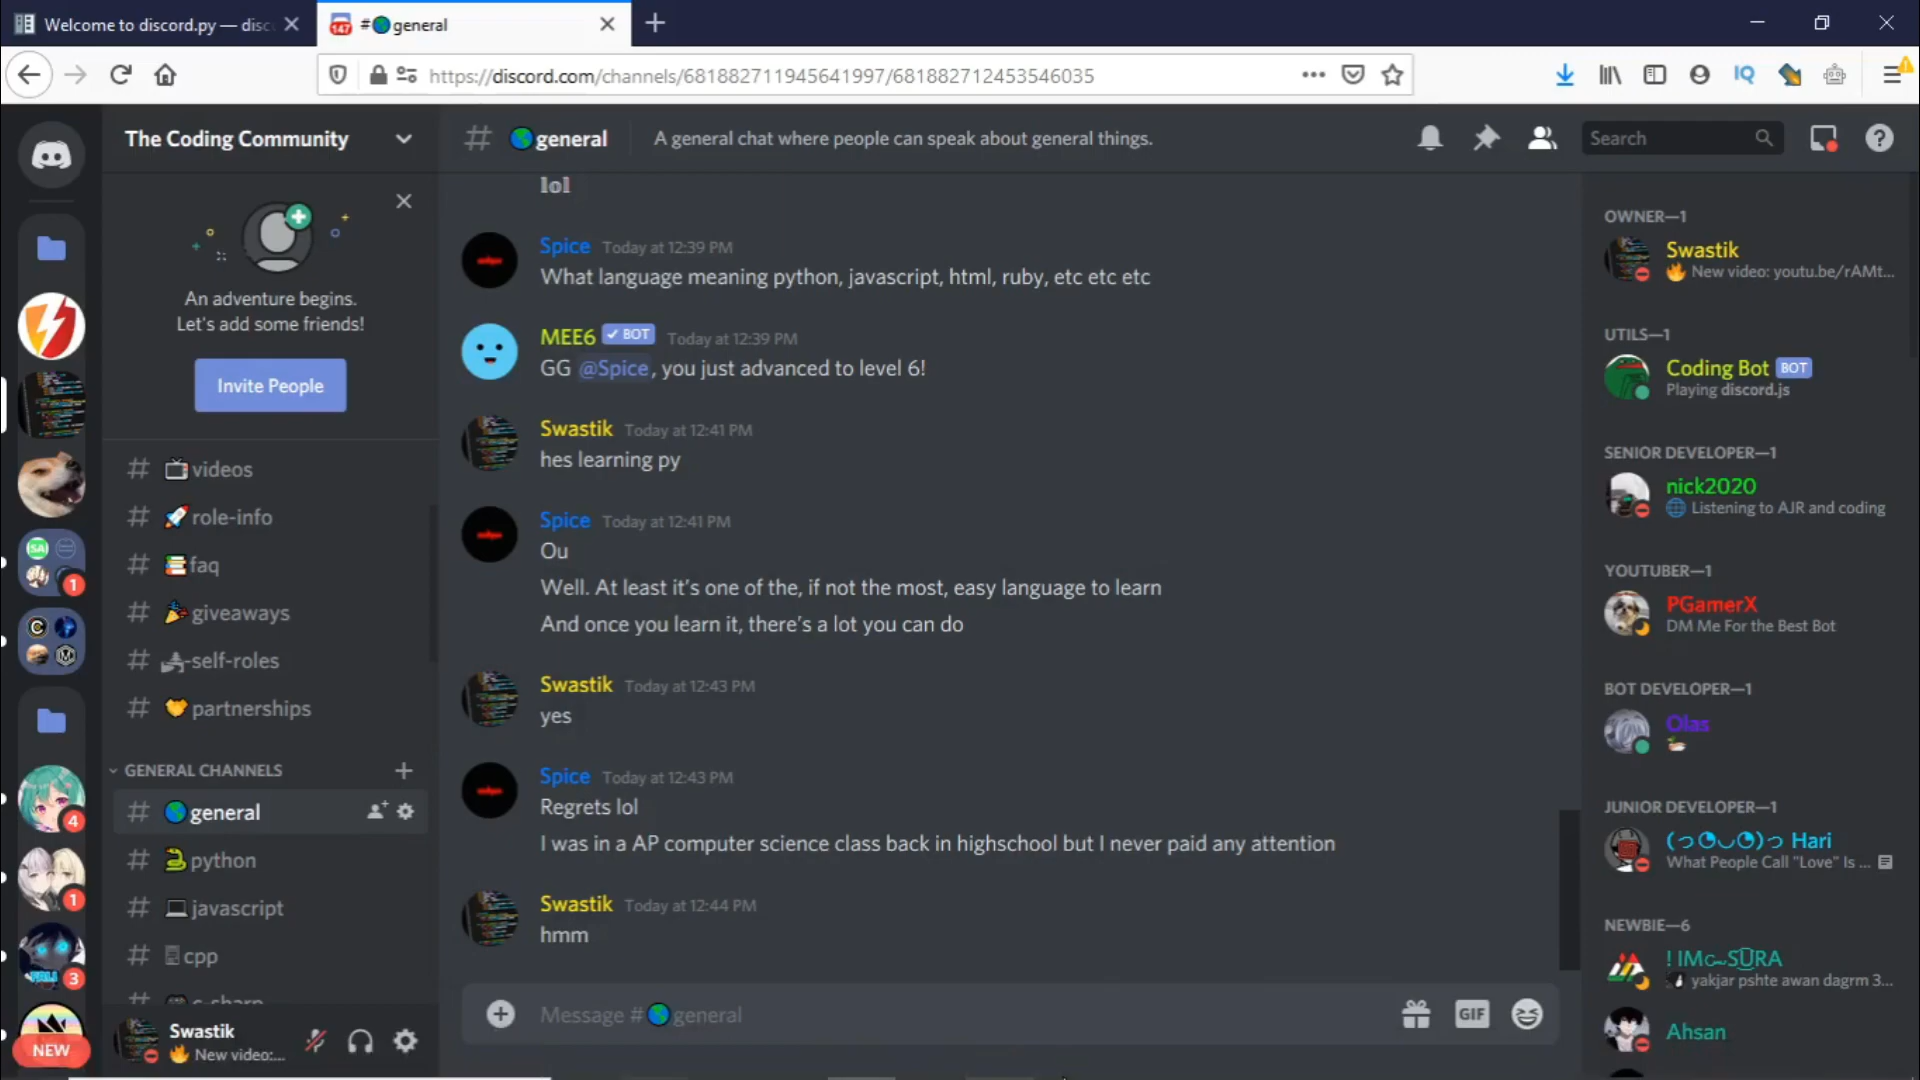 Welcome to discord.py — disc
147
#general
https://discord.com/channels/681882711945641997/681882712453546035
IQ
The Coding Community
# general
A general chat where people can speak about general things.
Search
An adventure begins.
Let's add some friends!
Invite People
# videos
# role-info
# faq
# giveaways
# -self-roles
# partnerships
GENERAL CHANNELS
# general
# python
# javascript
# cpp
# c-sharp
SA
1
4
1
3
NEW
Swastik
New video:...
lol
Spice Today at 12:39 PM
What language meaning python, javascript, html, ruby, etc etc etc
MEE6 BOT Today at 12:39 PM
GG @Spice, you just advanced to level 6!
Swastik Today at 12:41 PM
hes learning py
Spice Today at 12:41 PM
Ou
Well. At least it's one of the, if not the most, easy language to learn
And once you learn it, there's a lot you can do
Swastik Today at 12:43 PM
yes
Spice Today at 12:43 PM
Regrets lol
I was in a AP computer science class back in highschool but I never paid any attention
Swastik Today at 12:44 PM
hmm
Message # general
GIF
OWNER—1
Swastik
New video: youtu.be/rAMt...
UTILS—1
Coding Bot BOT
Playing discord.js
SENIOR DEVELOPER—1
nick2020
Listening to AJR and coding
YOUTUBER—1
PGamerX
DM Me For the Best Bot
BOT DEVELOPER—1
Olas
JUNIOR DEVELOPER—1
(っ◔◡◔)っ Hari
What People Call "Love" Is ...
NEWBIE—6
yakjar pshte awan dagrm 3...
Ahsan